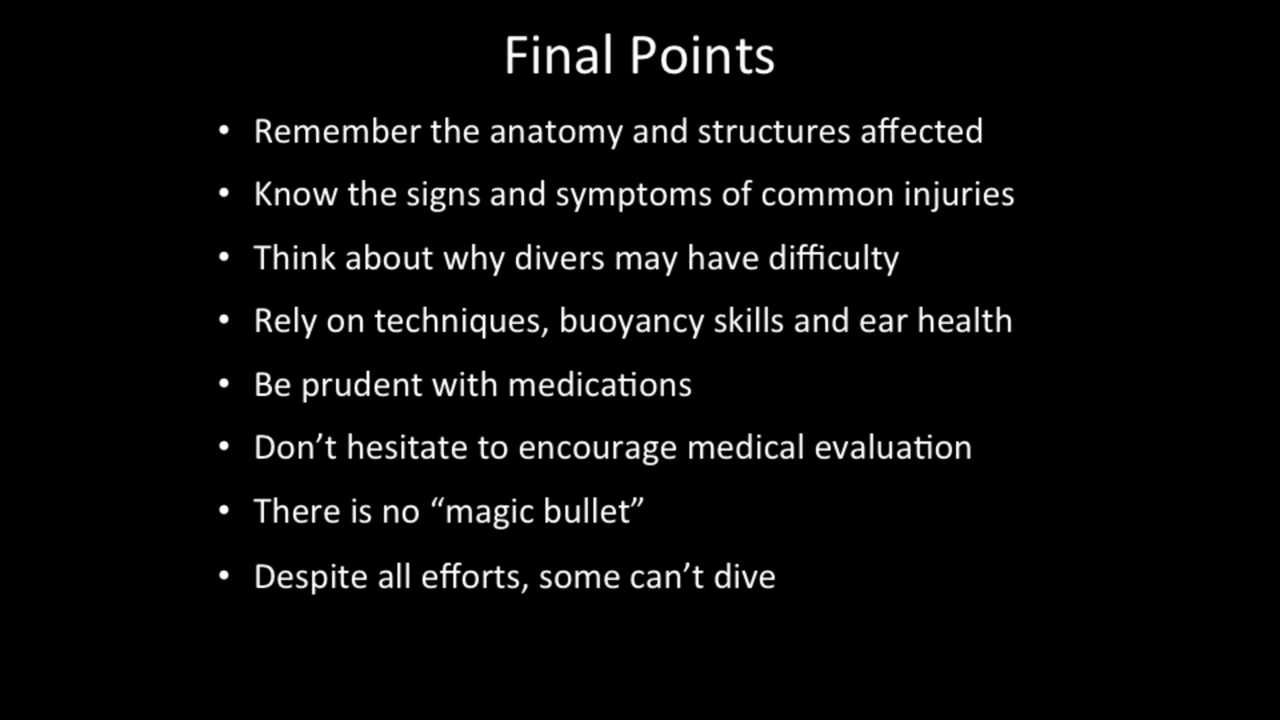 Final Points
• Remember the anatomy and structures affected
• Know the signs and symptoms of common injuries
• Think about why divers may have difficulty
• Rely on techniques, buoyancy skills and ear health
• Be prudent with medications
• Don’t hesitate to encourage medical evaluation
• There is no “magic bullet”
• Despite all efforts, some can’t dive